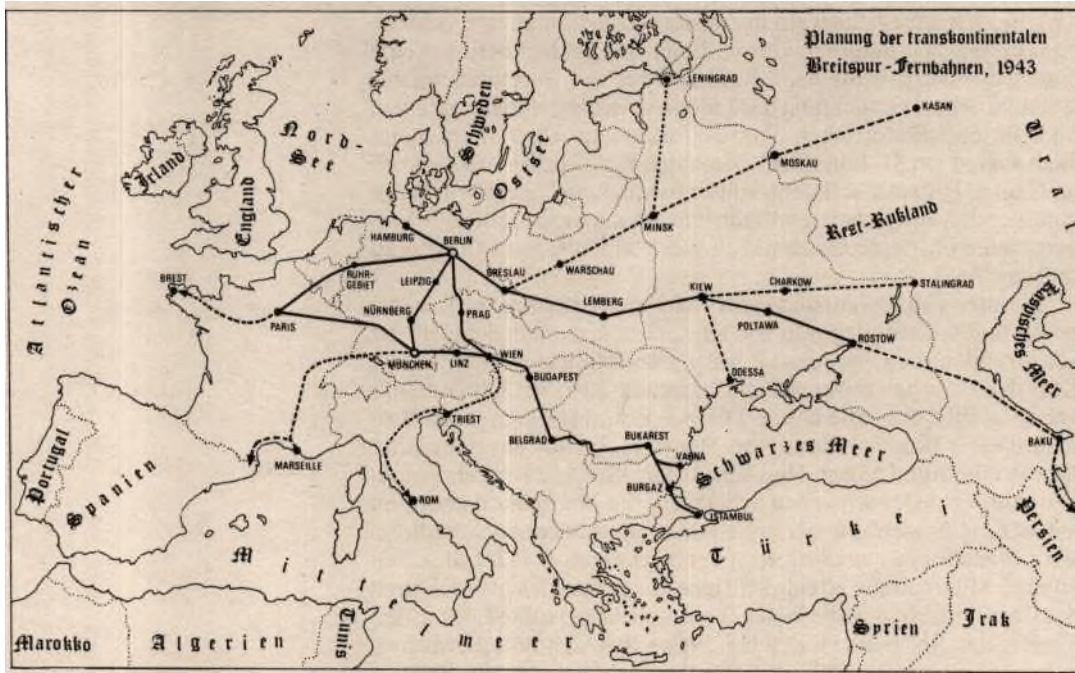 Planung der transkontinentalen
Breitspur-Fernbahnen, 1943
LENINGRAD
KASAN
Ural
MOSKAU
Nord-
See
Schweden
Ostsee
Irland
England
Atlantischer
Ozean
MINSK
Rest-Rußland
HAMBURG
BERLIN
WARSCHAU
BREST
RUHR-
GEBIET
LEIPZIG
BRESLAU
KIEW
CHARKOW
STALINGRAD
LEMBERG
PARIS
NÜRNBERG
PRAG
POLTAWA
ROSTOW
Kaspisches
Meer
MÜNCHEN
LINZ
WIEN
BUDAPEST
ODESSA
TRIEST
BELGRAD
BUKAREST
VARNA
Schwarzes Meer
BAKU
MARSEILLE
Portugal
Spanien
ROM
BURGAZ
ISTAMBUL
Türkei
Persien
Mittelmeer
Marokko
Algerien
Tunis
Syrien
Irak